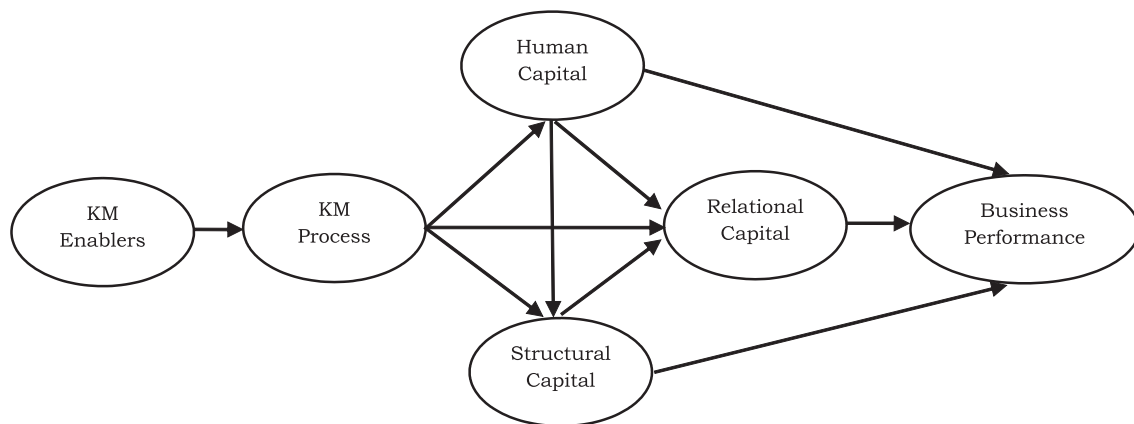 Human
Capital
KM
Enablers
KM
Process
Relational
Capital
Business
Performance
Structural
Capital